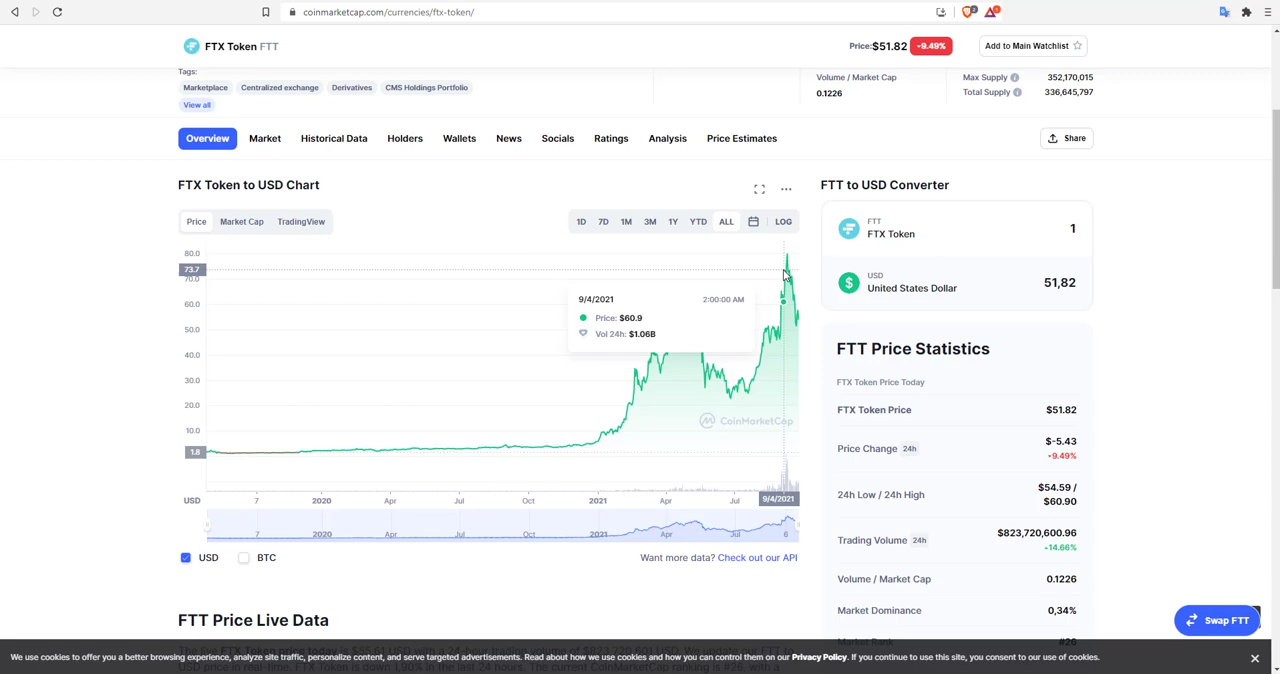 coinmarketcap.com/currencies/ftx-token/
FTX Token FTT
Price: $51.82 -9.49%
Add to Main Watchlist
Tags:
Marketplace Centralized exchange Derivatives CMS Holdings Portfolio
View all
Volume / Market Cap
0.1226
Max Supply 352,170,015
Total Supply 336,645,797
Overview Market Historical Data Holders Wallets News Socials Ratings Analysis Price Estimates
Share
FTX Token to USD Chart
Price Market Cap TradingView
1D 7D 1M 3M 1Y YTD ALL LOG
80.0
73.7
70.0
60.0
50.0
40.0
30.0
20.0
10.0
1.8
9/4/2021 2:00:00 AM
Price: $60.9
Vol 24h: $1.06B
CoinMarketCap
USD 7 2020 Apr Jul Oct 2021 Apr Jul 9/4/2021
7 2020 Apr Jul Oct 2021 Apr Jul 6
USD BTC
Want more data? Check out our API
FTT to USD Converter
FTT
FTX Token 1
USD
United States Dollar 51,82
FTT Price Statistics
FTX Token Price Today
FTX Token Price $51.82
Price Change 24h $-5.43
-9.49%
24h Low / 24h High $54.59 /
$60.90
Trading Volume 24h $823,720,600.96
14.66%
Volume / Market Cap 0.1226
Market Dominance 0,34%
Market Rank #26
FTT Price Live Data
Swap FTT
We use cookies to offer you a better browsing experience, analyze site traffic, personalize content, and serve targeted advertisements. Read about how we use cookies and how you can control them on our Privacy Policy. If you continue to use this site, you consent to our use of cookies.